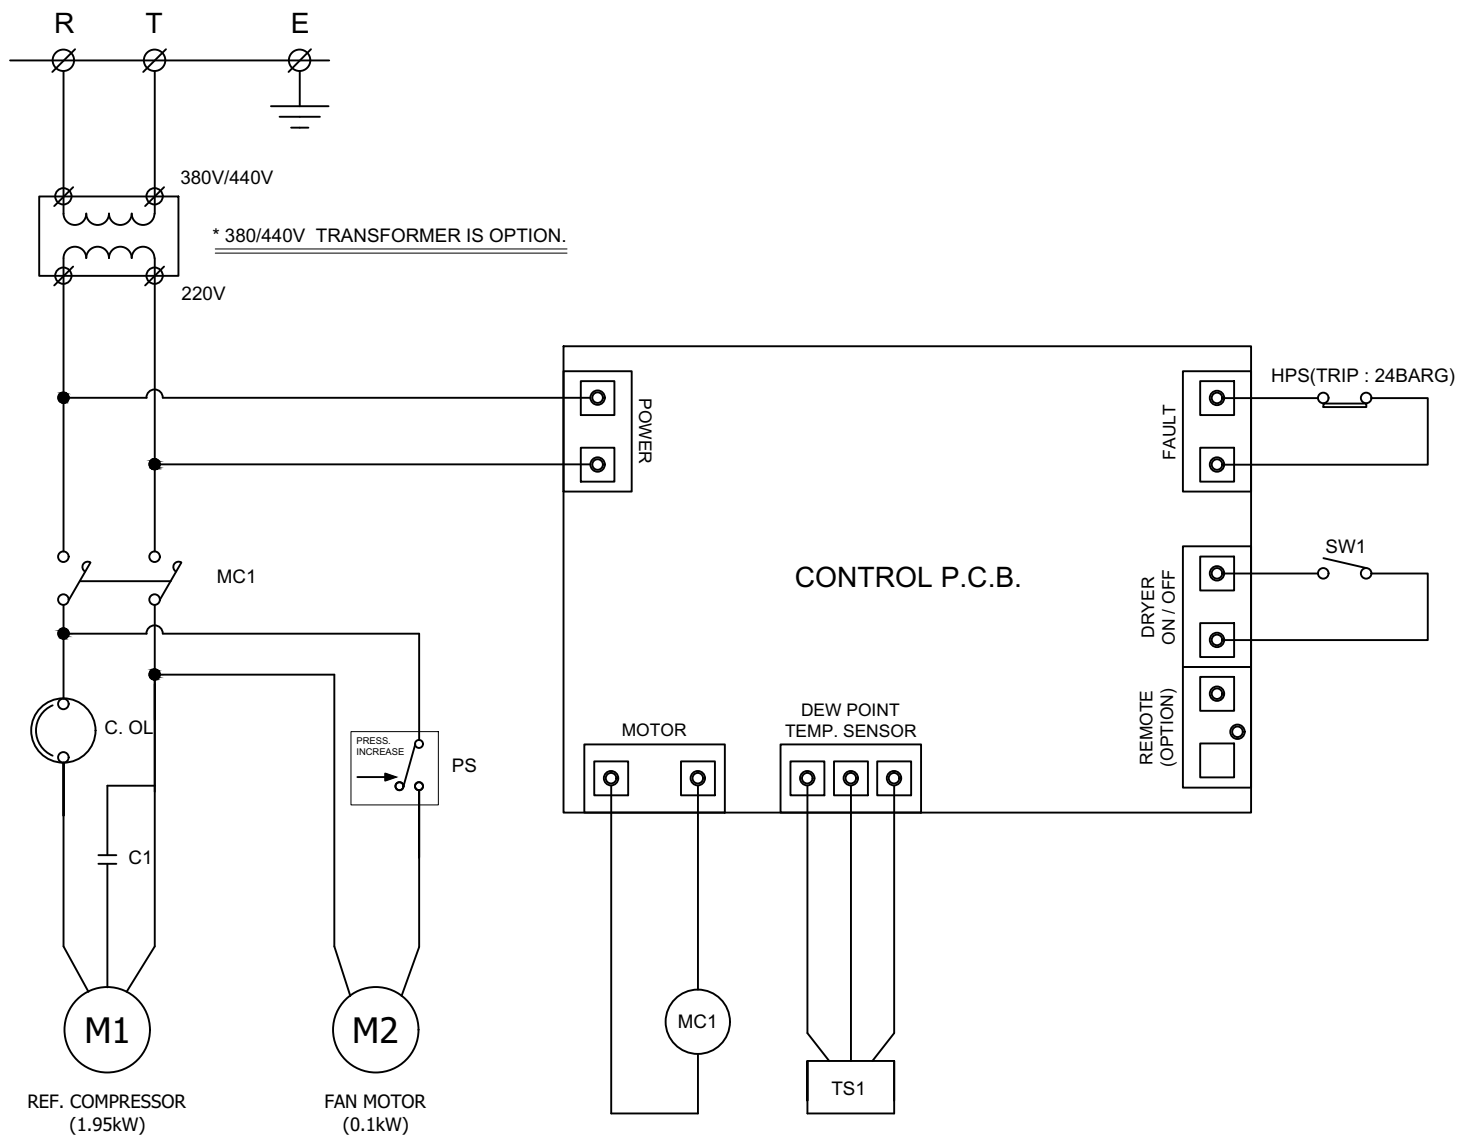 R T E
380V/440V
* 380/440V TRANSFORMER IS OPTION.
220V
HPS(TRIP : 24BARG)
POWER
FAULT
MC1
CONTROL P.C.B.
SW1
DRYER
ON / OFF
C. OL
PRESS.
INCREASE
PS
MOTOR
DEW POINT
TEMP. SENSOR
REMOTE
(OPTION)
C1
M1
M2
MC1
TS1
REF. COMPRESSOR
(1.95kW)
FAN MOTOR
(0.1kW)